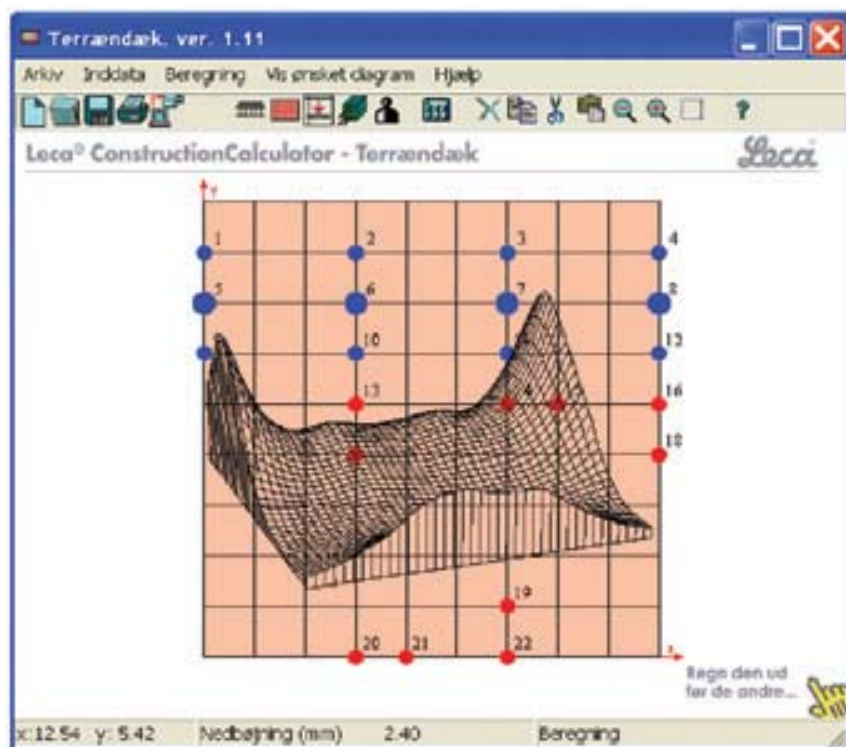 Terrændæk. ver. 1.11
Arkiv Inddata Beregning Vis ønsket diagram Hjælp
Leca® ConstructionCalculator - Terrændæk
Leca
Y
1 2 3 4
5 6 7 8
10 12
13 16
18
19
20 21 22
x
Regn den ud
før de andre...
x:12.54 y: 5.42 Nedbøjning (mm) 2.40 Beregning